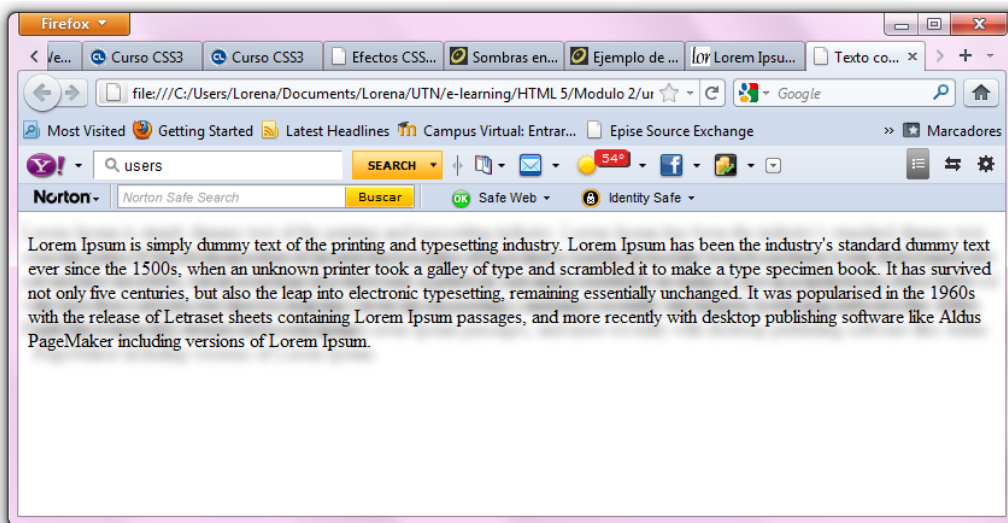 Firefox
Ve... Curso CSS3 Curso CSS3 Efectos CSS... Sombras en... Ejemplo de ... lor Lorem Ipsu... Texto co...
file:///C:/Users/Lorena/Documents/Lorena/UTN/e-learning/HTML 5/Modulo 2/ur Google
Most Visited Getting Started Latest Headlines Campus Virtual: Entrar... Epise Source Exchange » Marcadores
Y! users SEARCH 54° f
Norton Norton Safe Search Buscar OK Safe Web Identity Safe
Lorem Ipsum is simply dummy text of the printing and typesetting industry. Lorem Ipsum has been the industry's standard dummy text
ever since the 1500s, when an unknown printer took a galley of type and scrambled it to make a type specimen book. It has survived
not only five centuries, but also the leap into electronic typesetting, remaining essentially unchanged. It was popularised in the 1960s
with the release of Letraset sheets containing Lorem Ipsum passages, and more recently with desktop publishing software like Aldus
PageMaker including versions of Lorem Ipsum.